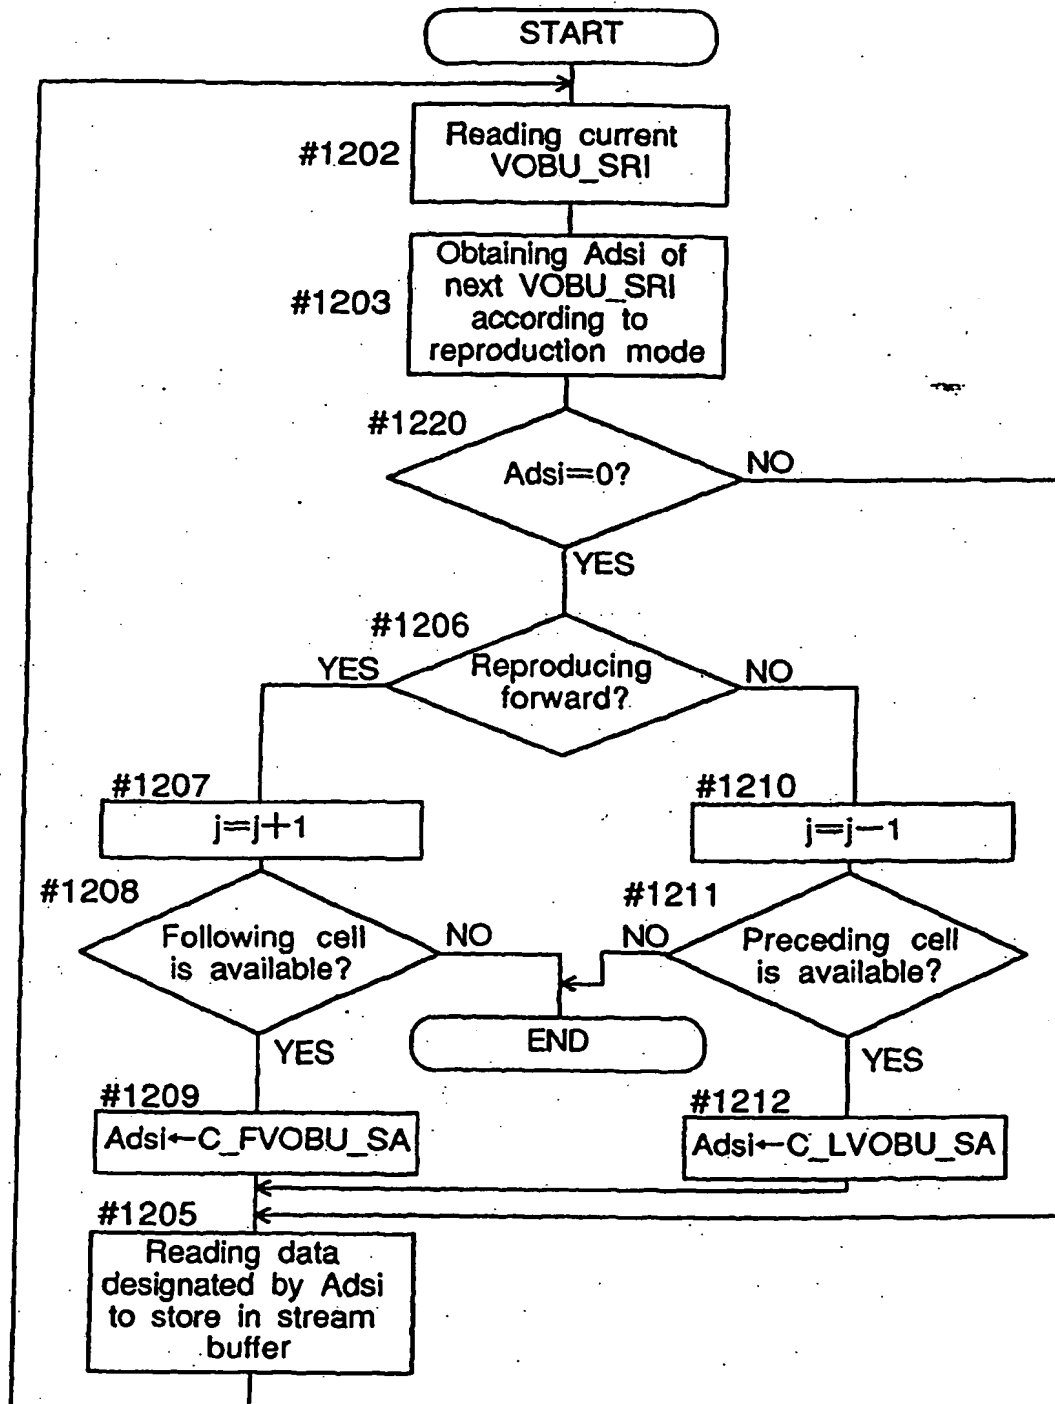 START
#1202
Reading current
VOBU_SRI
#1203
Obtaining Adsi of
next VOBU_SRI
according to
reproduction mode
#1220
Adsi=0?
NO
YES
#1206
Reproducing
forward?
YES
NO
#1207
j=j+1
#1210
j=j-1
#1208
Following cell
is available?
NO
#1211
NO
Preceding cell
is available?
END
YES
YES
#1209
Adsi←C_FVOBU_SA
#1212
Adsi←C_LVOBU_SA
#1205
Reading data
designated by Adsi
to store in stream
buffer